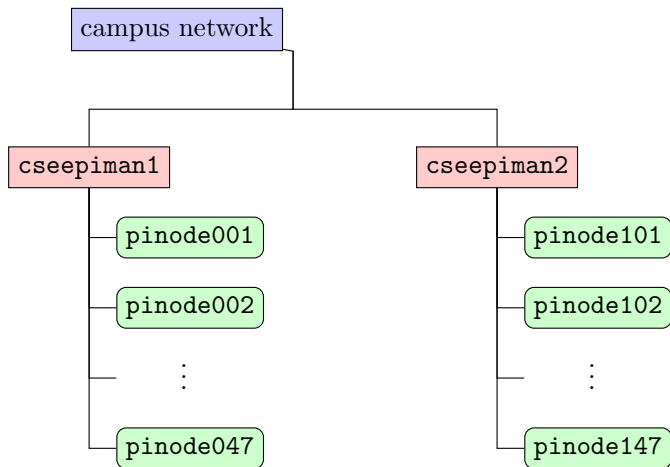 campus network
cseepiman1
cseepiman2
pinode001
pinode101
pinode002
pinode102
⋮
⋮
pinode047
pinode147